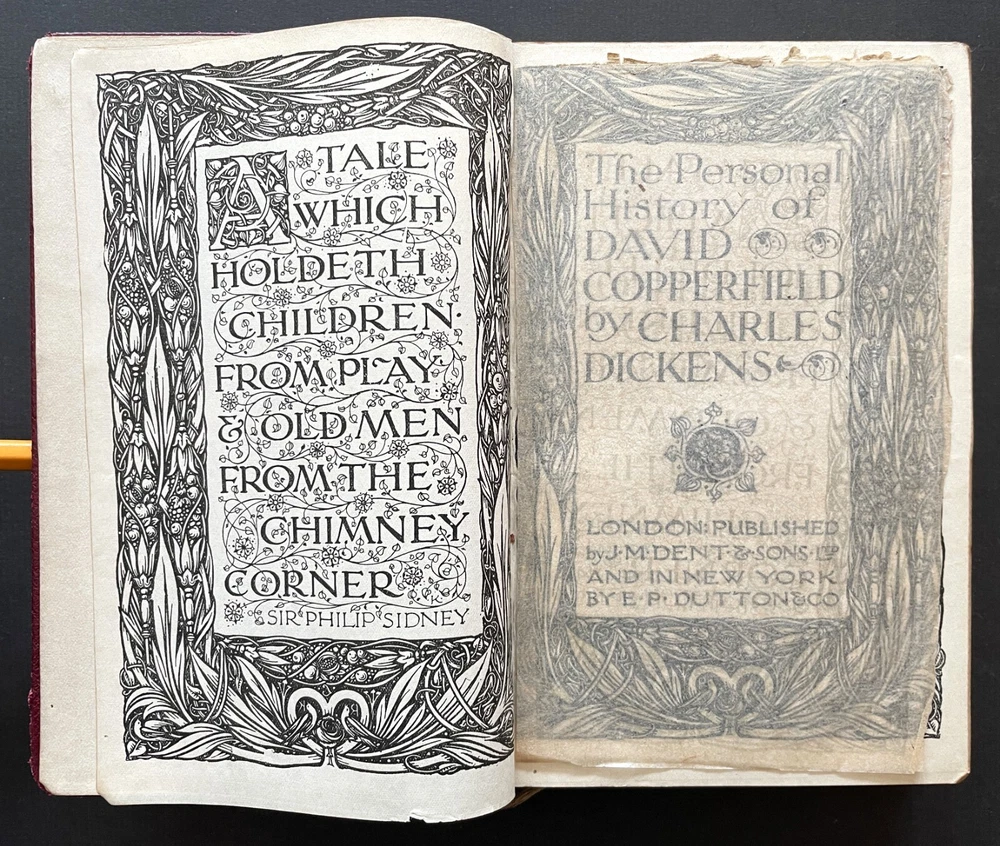 A TALE
WHICH
HOLDETH
CHILDREN
FROM PLAY
& OLD MEN
FROM THE
CHIMNEY
CORNER
SIR PHILIP SIDNEY
The Personal
History of
DAVID
COPPERFIELD
by CHARLES
DICKENS
LONDON: PUBLISHED
by J. M. DENT & SONS LTD
AND IN NEW YORK
BY E. P. DUTTON & CO